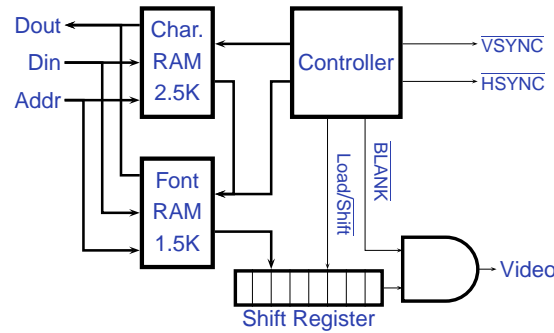 Dout
Din
Addr
Char.
RAM
2.5K
Controller
VSYNC
HSYNC
Font
RAM
1.5K
Load/Shift
BLANK
Video
Shift Register